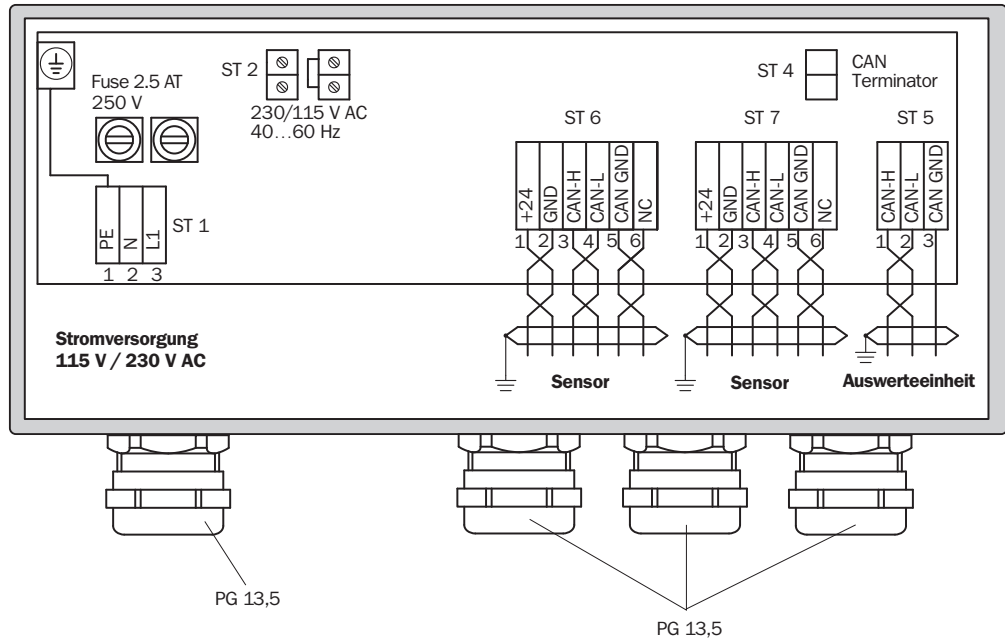 Fuse 2.5 AT
250 V
ST 2
230/115 V AC
40...60 Hz
ST 4
CAN
Terminator
ST 6
ST 7
ST 5
+24
GND
CAN-H
CAN-L
CAN GND
NC
1 2 3 4 5 6
+24
GND
CAN-H
CAN-L
CAN GND
NC
1 2 3 4 5 6
CAN-H
CAN-L
CAN GND
1 2 3
PE
N
L1
ST 1
1 2 3
Stromversorgung
115 V / 230 V AC
Sensor
Sensor
Auswerteeinheit
PG 13,5
PG 13,5